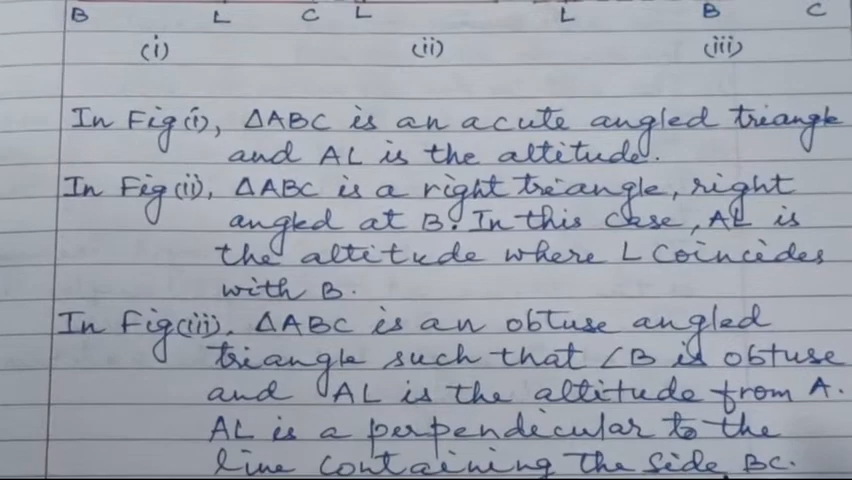 B L C L L B C
(i) (ii) (iii)
In Fig(i), ΔABC is an acute angled triangle
and AL is the altitude.
In Fig(ii), ΔABC is a right triangle, right
angled at B. In this case, AL is
the altitude where L coincides
with B.
In Fig(iii), ΔABC is an obtuse angled
triangle such that ∠B is obtuse
and AL is the altitude from A.
AL is a perpendicular to the
line containing the side BC.